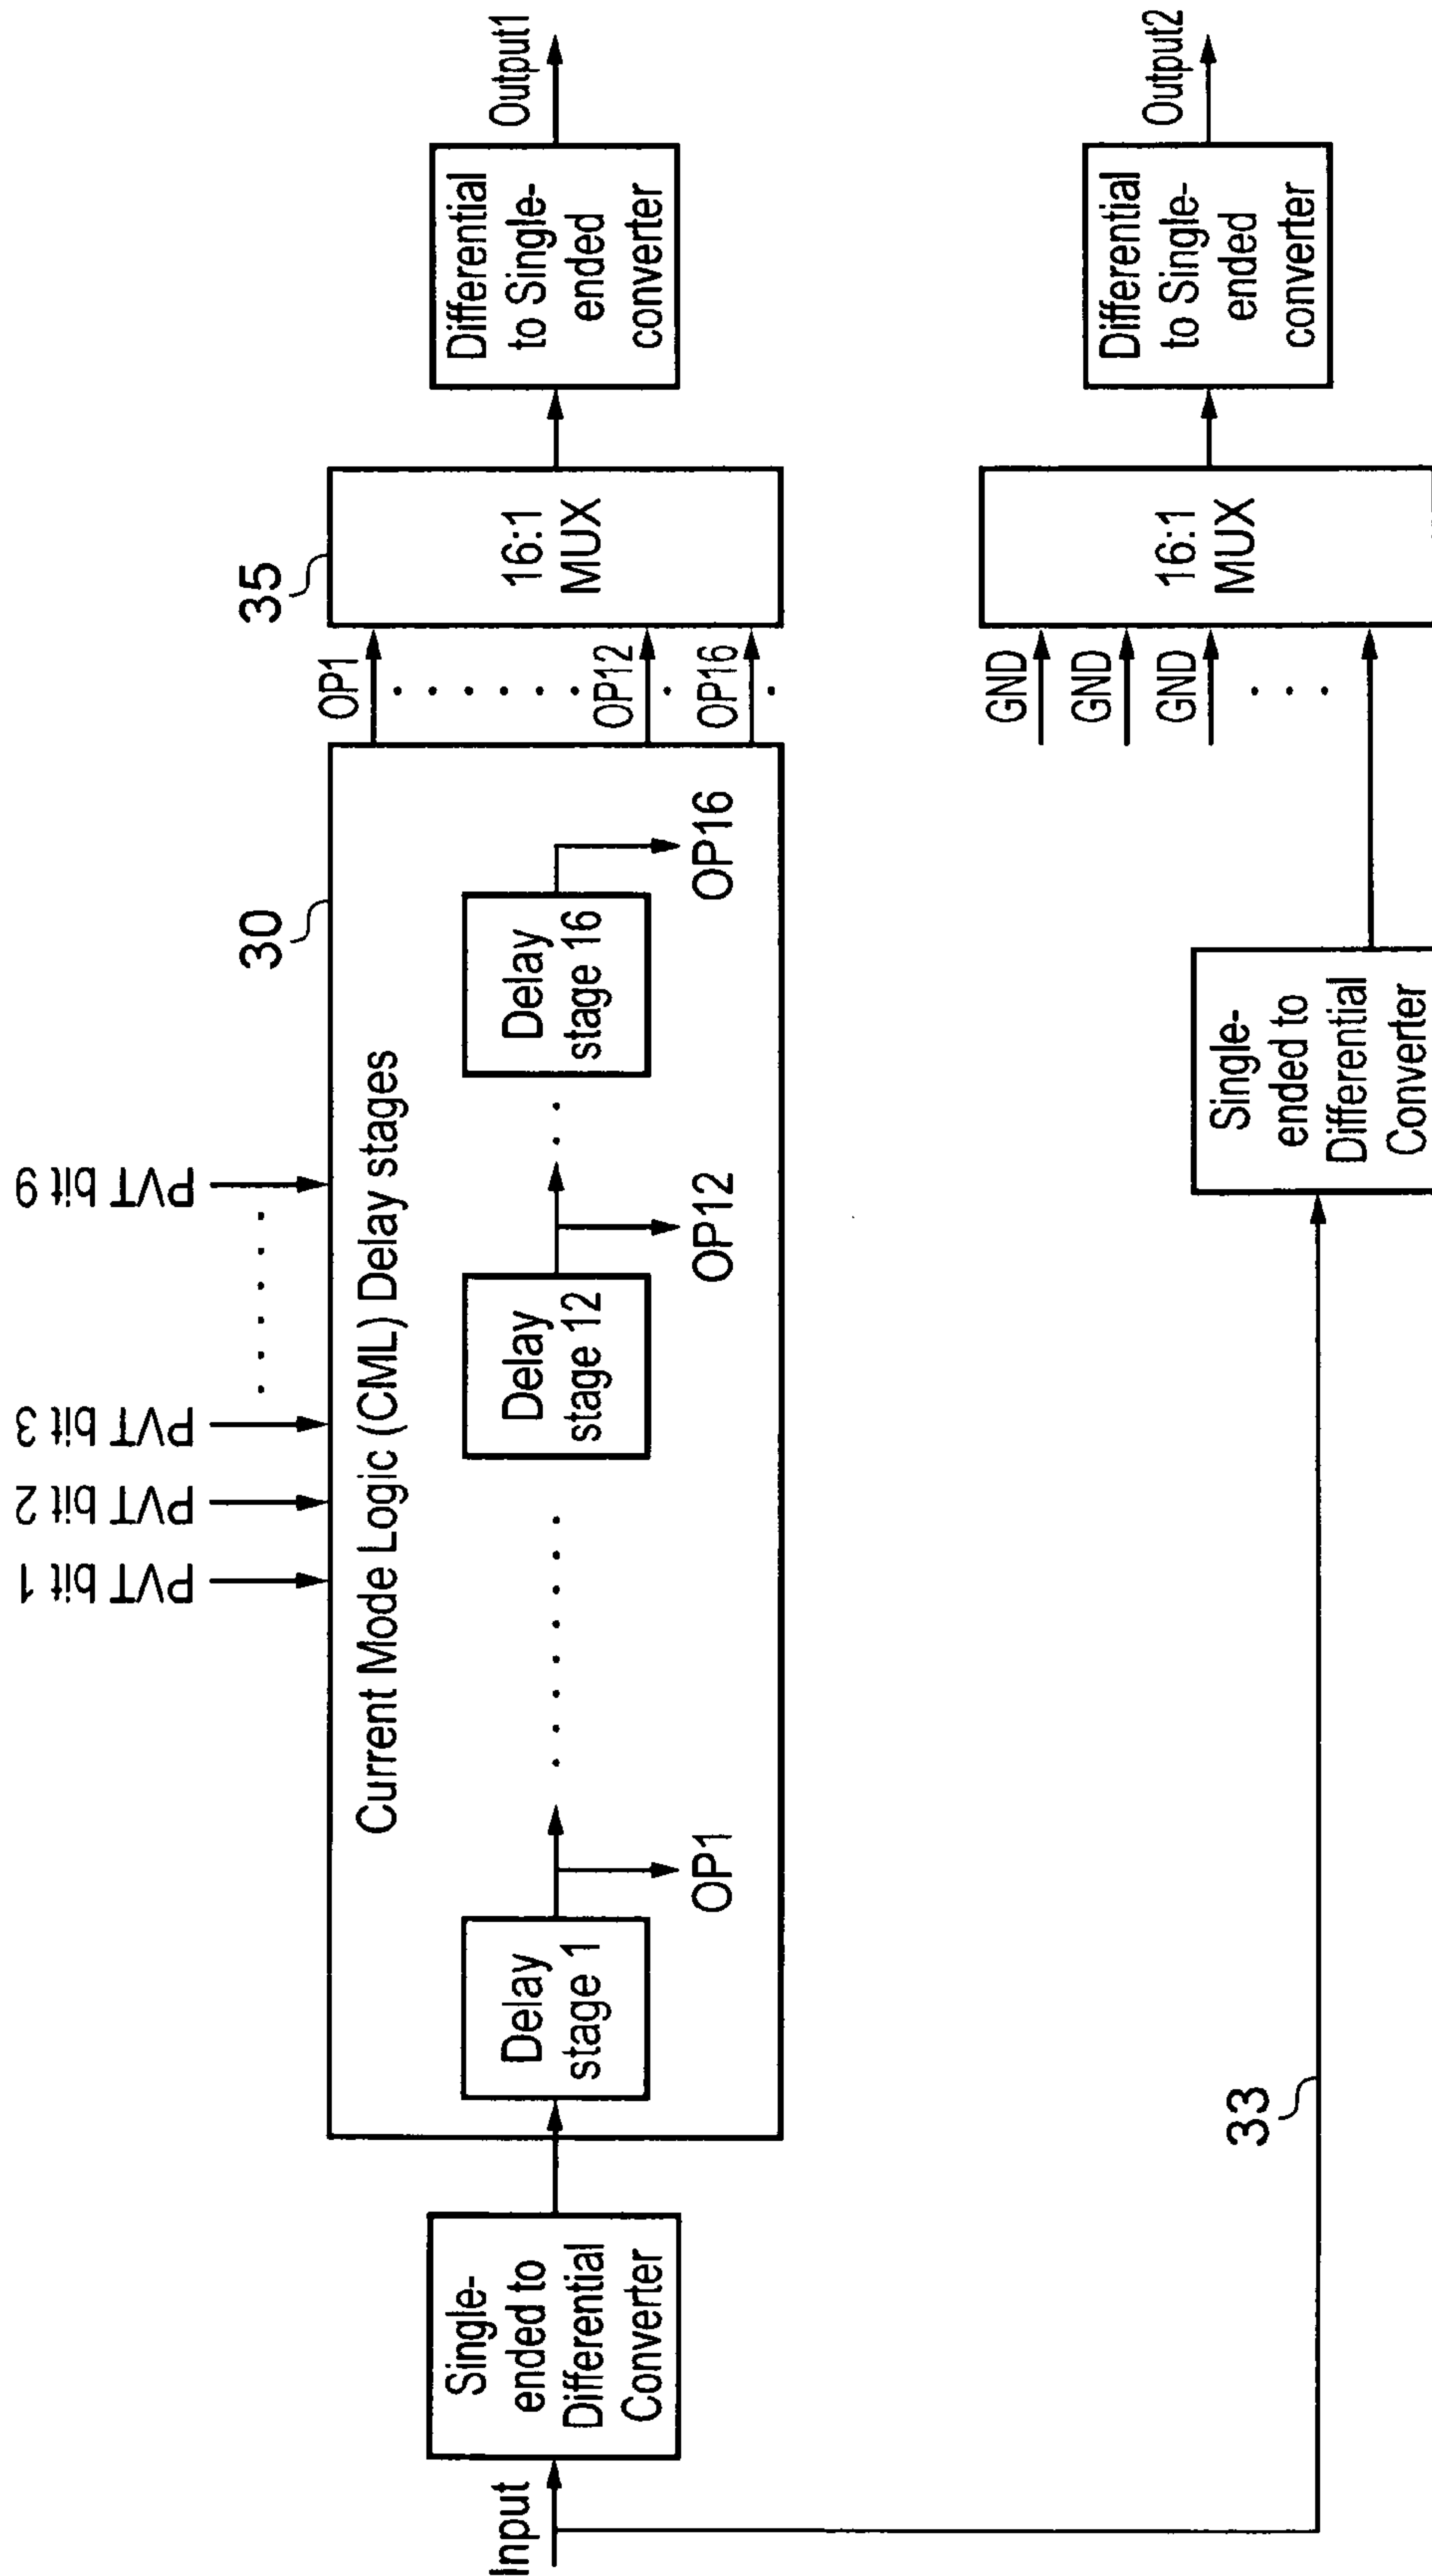 PVT bit 1
PVT bit 2
PVT bit 3
PVT bit 9
30
35
Input
Single-
ended to
Differential
Converter
Current Mode Logic (CML) Delay stages
Delay
stage 1
OP1
Delay
stage 12
OP12
Delay
stage 16
OP16
OP1
OP12
OP16
16:1
MUX
Differential
to Single-
ended
converter
Output1
33
Single-
ended to
Differential
Converter
GND
GND
GND
16:1
MUX
Differential
to Single-
ended
converter
Output2